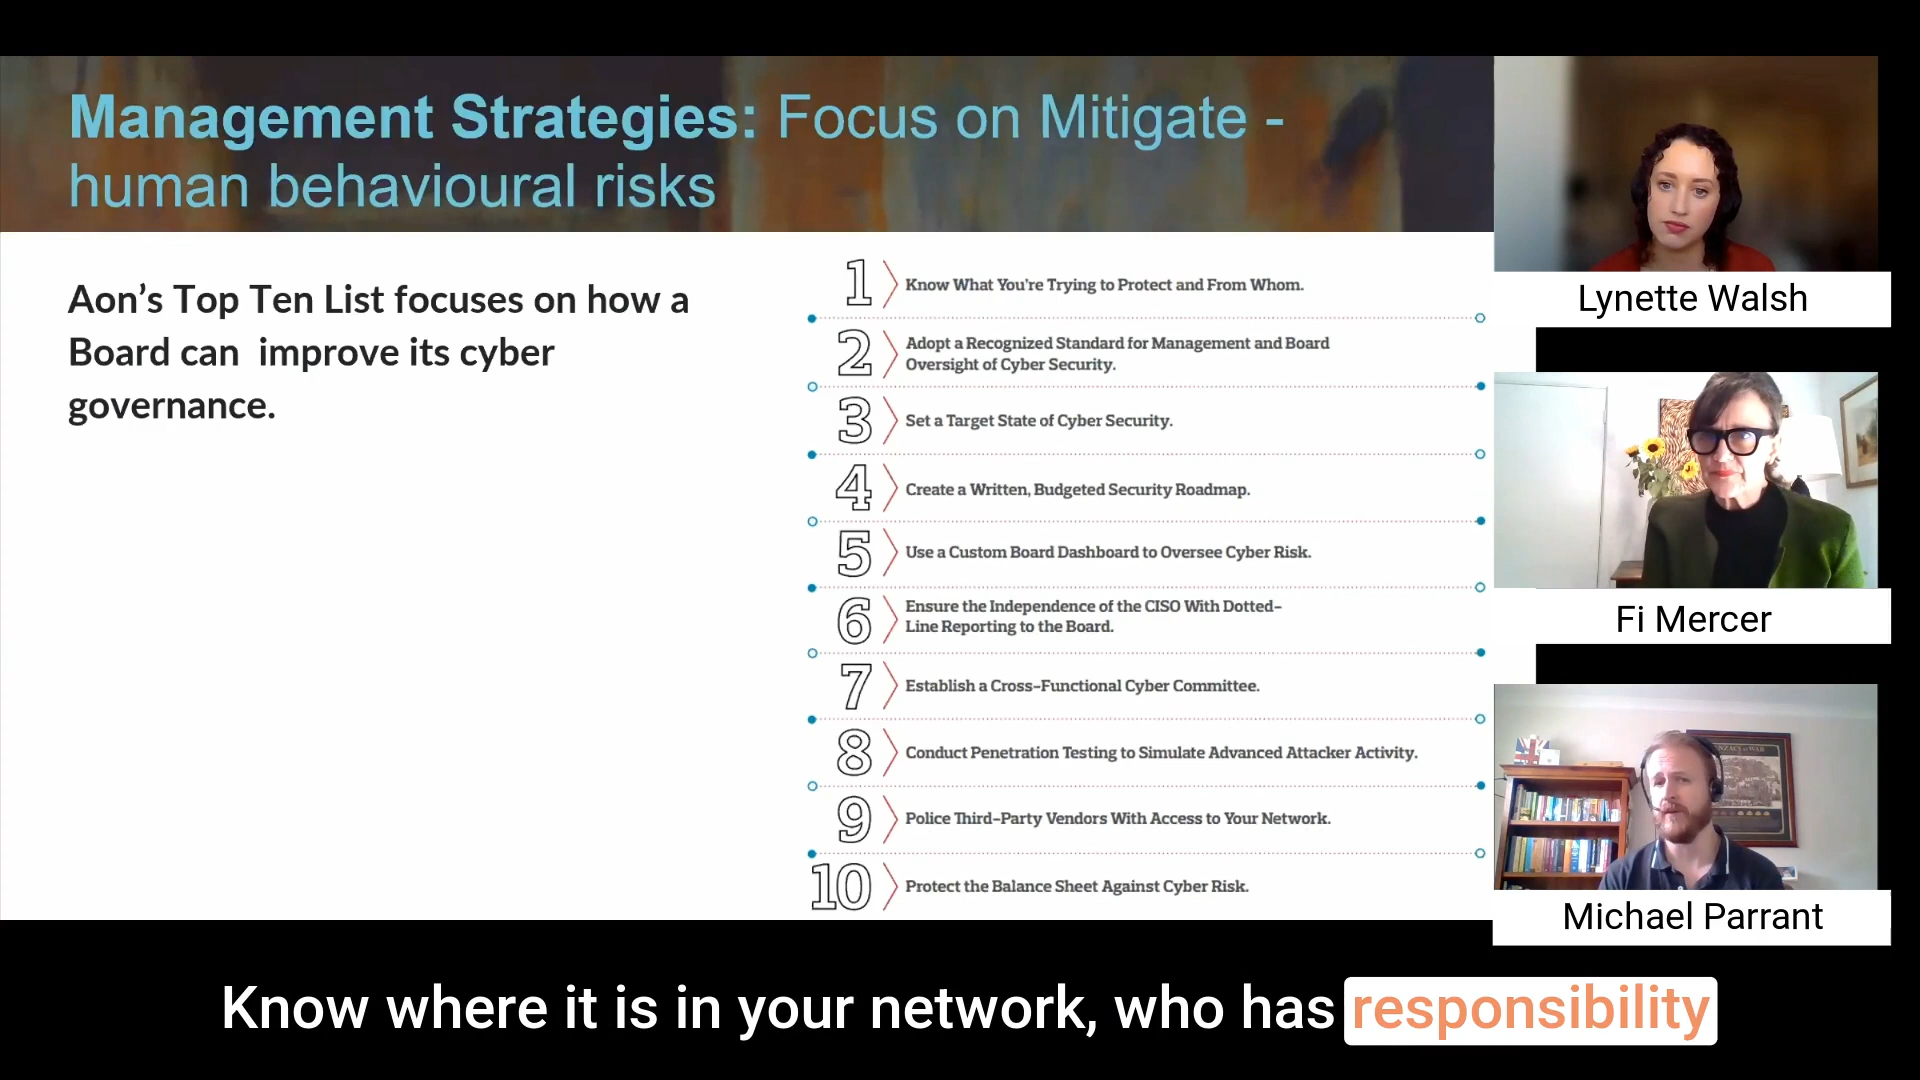 Management Strategies: Focus on Mitigate -
human behavioural risks
Aon’s Top Ten List focuses on how a
Board can  improve its cyber
governance.
1 Know What You're Trying to Protect and From Whom.
2 Adopt a Recognized Standard for Management and Board
Oversight of Cyber Security.
3 Set a Target State of Cyber Security.
4 Create a Written, Budgeted Security Roadmap.
5 Use a Custom Board Dashboard to Oversee Cyber Risk.
6 Ensure the Independence of the CISO With Dotted-
Line Reporting to the Board.
7 Establish a Cross-Functional Cyber Committee.
8 Conduct Penetration Testing to Simulate Advanced Attacker Activity.
9 Police Third-Party Vendors With Access to Your Network.
10 Protect the Balance Sheet Against Cyber Risk.
Lynette Walsh
Fi Mercer
Michael Parrant
Know where it is in your network, who has responsibility